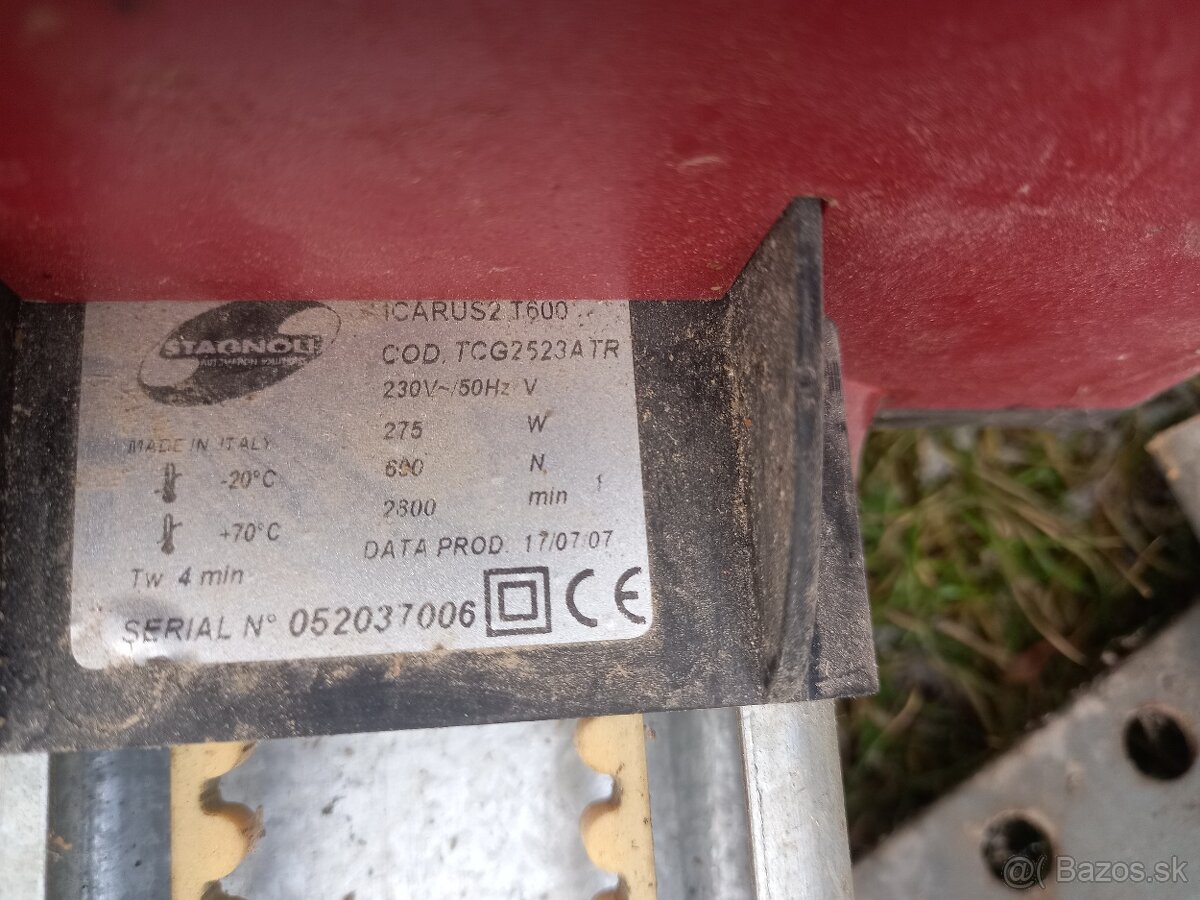 ICARUS2 T600
STAGNOLI
COD. TCG2523ATR
230V~/50Hz V
275 W
MADE IN ITALY
N
-20°C
2800 min
+70°C
DATA PROD. 17/07/07
Tw 4 min
SERIAL N° 052037006 CE
@( ) Bazos.sk